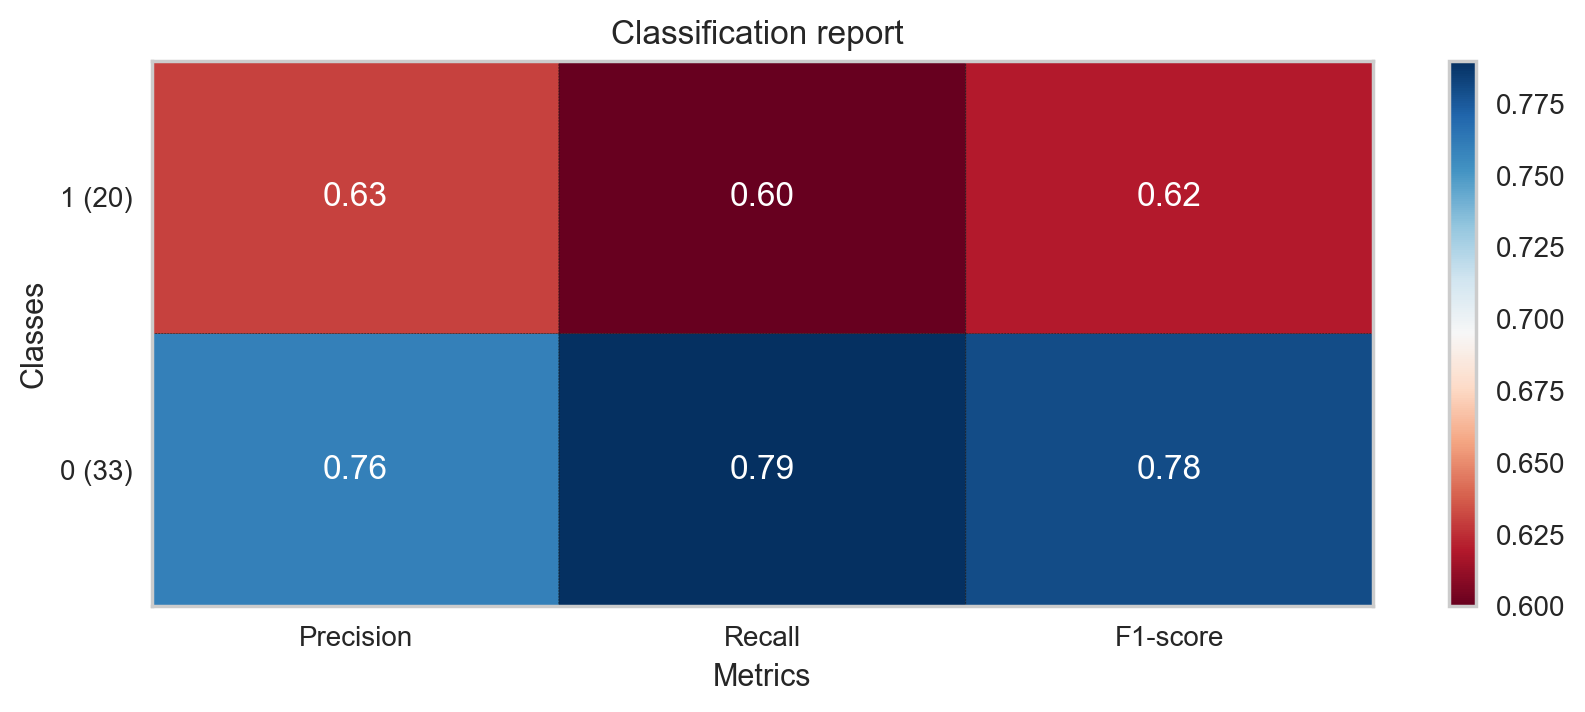 Classification report
Classes
1 (20)
0.63 0.60 0.62
0 (33)
0.76 0.79 0.78
Precision Recall F1-score
Metrics
0.775
0.750
0.725
0.700
0.675
0.650
0.625
0.600